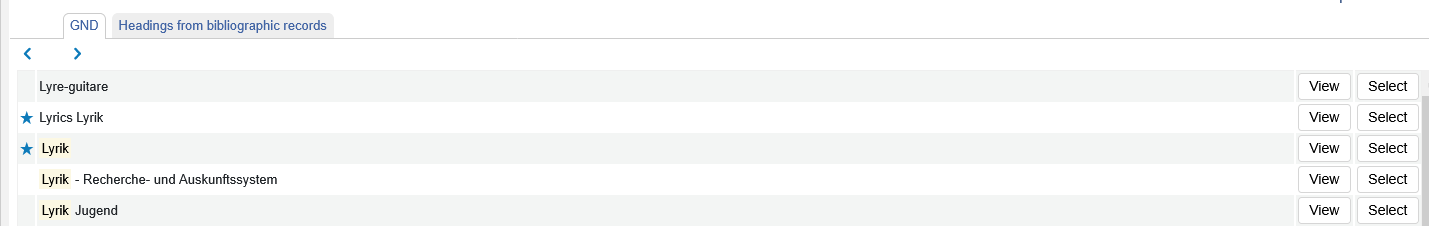 GND Headings from bibliographic records
Lyre-guitare View Select
Lyrics Lyrik View Select
Lyrik View Select
Lyrik - Recherche- und Auskunftssystem View Select
Lyrik Jugend View Select